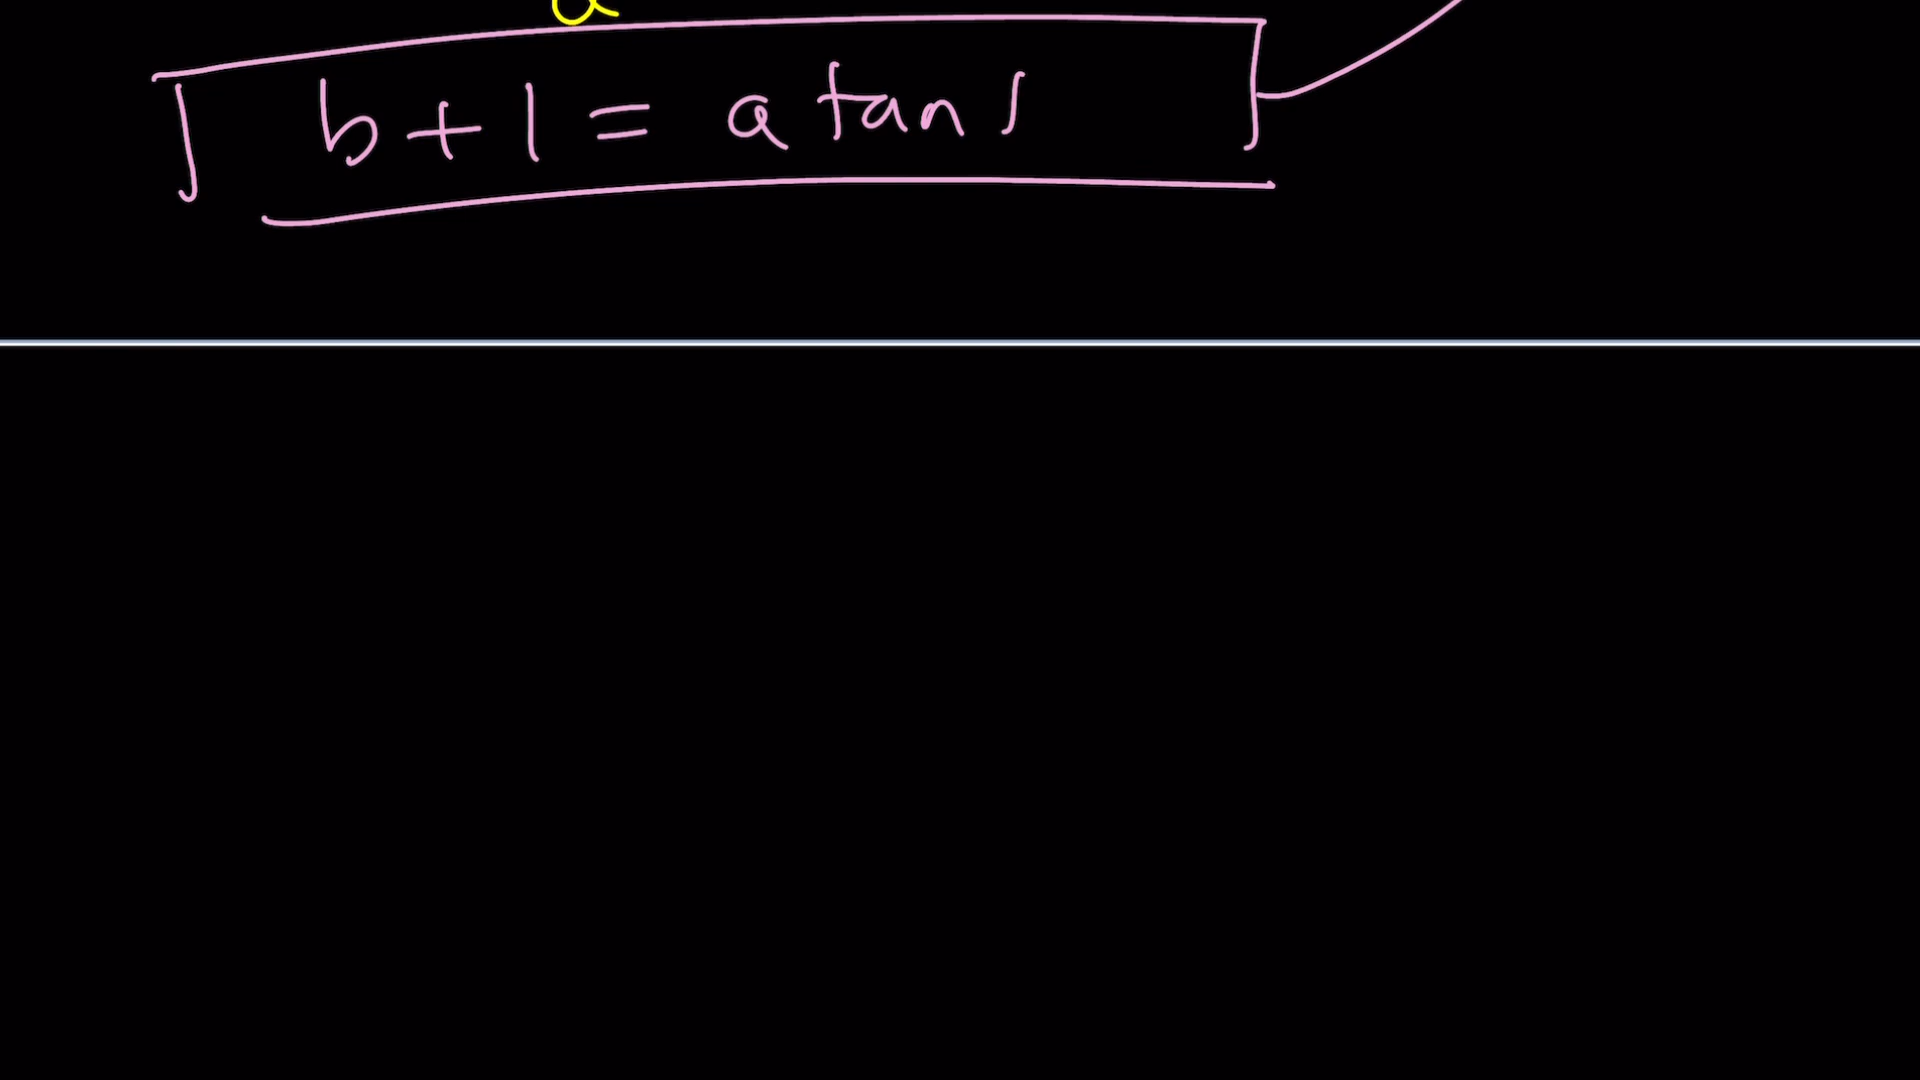 a
b+1 = a tan 1